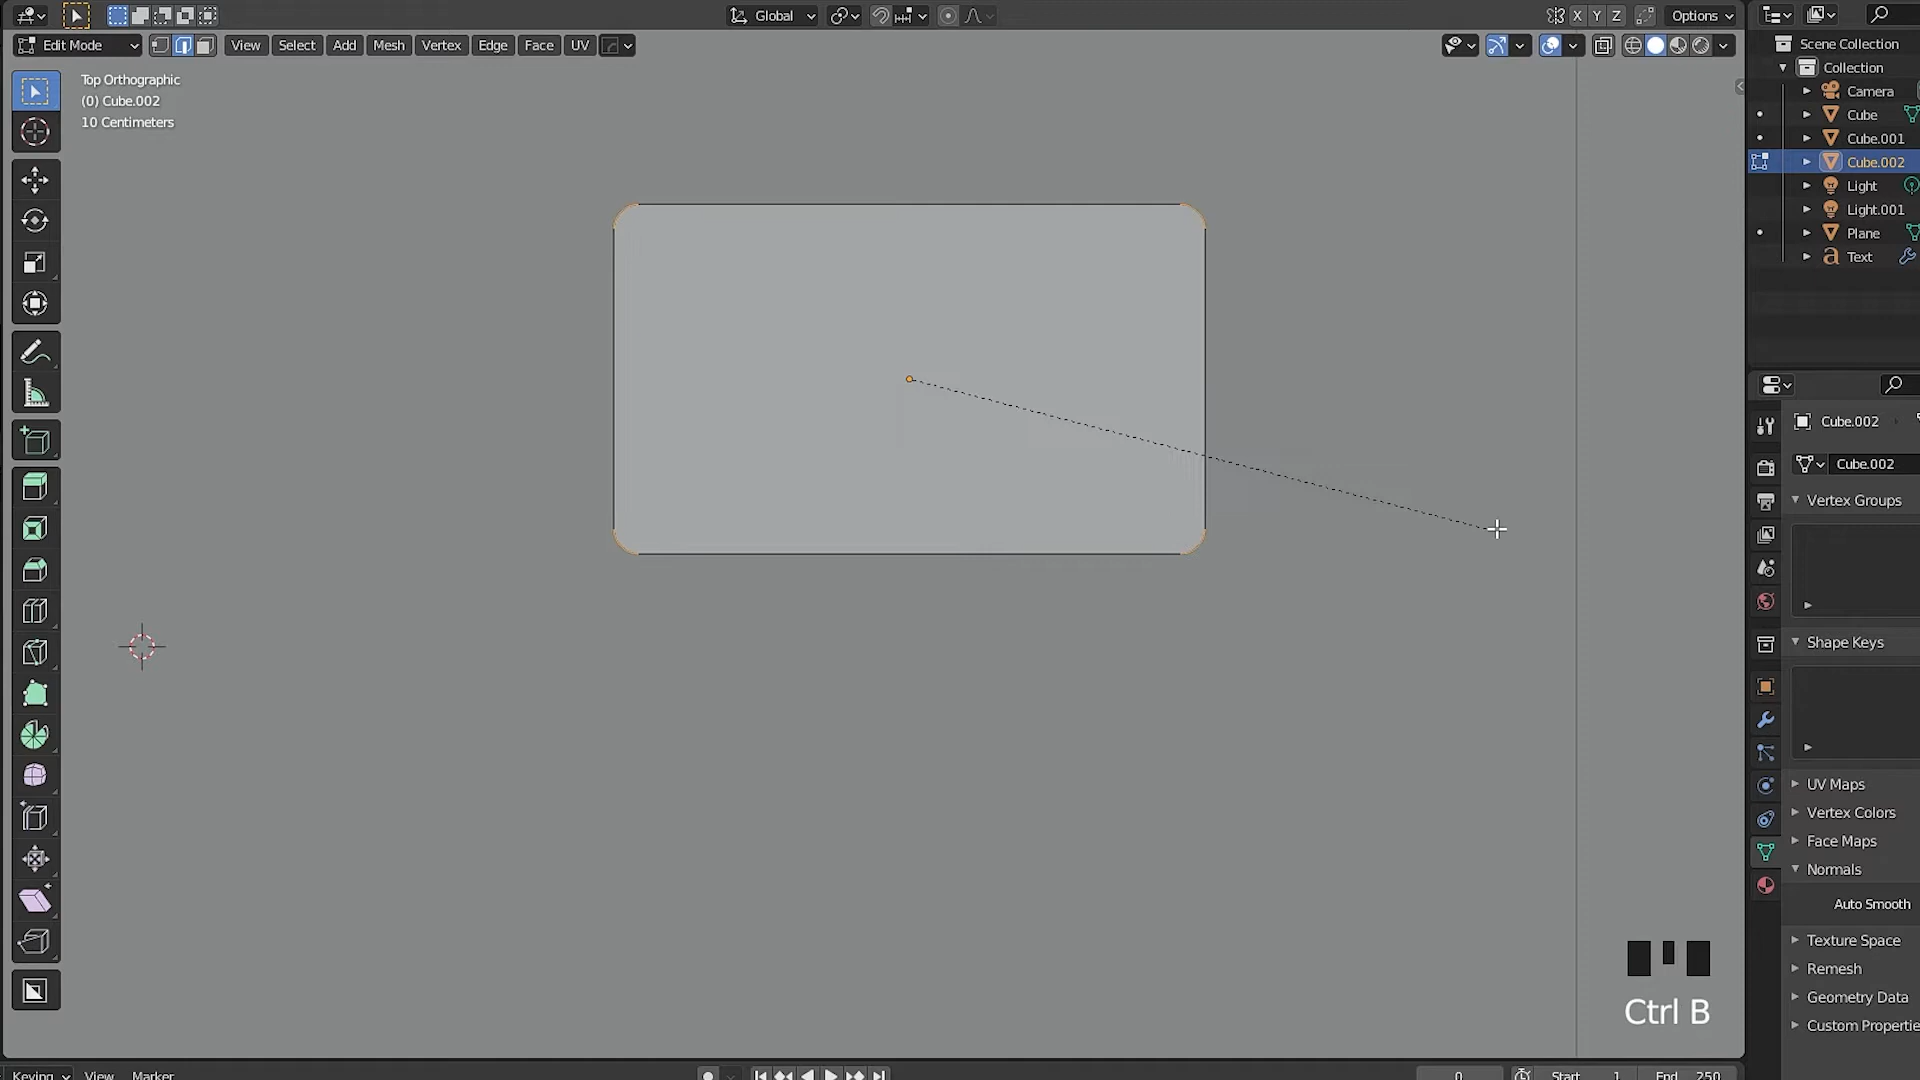 Global
X Y Z
Options
Edit Mode
View Select Add Mesh Vertex Edge Face UV
Top Orthographic
(0) Cube.002
10 Centimeters
Scene Collection
Collection
Camera
Cube
Cube.001
Cube.002
Light
Light.001
Plane
a Text
Cube.002
Cube.002
Vertex Groups
Shape Keys
UV Maps
Vertex Colors
Face Maps
Normals
Auto Smooth
Texture Space
Remesh
Geometry Data
Custom Propertie
Ctrl B
Keying View Marker
0 Start 1 End 250